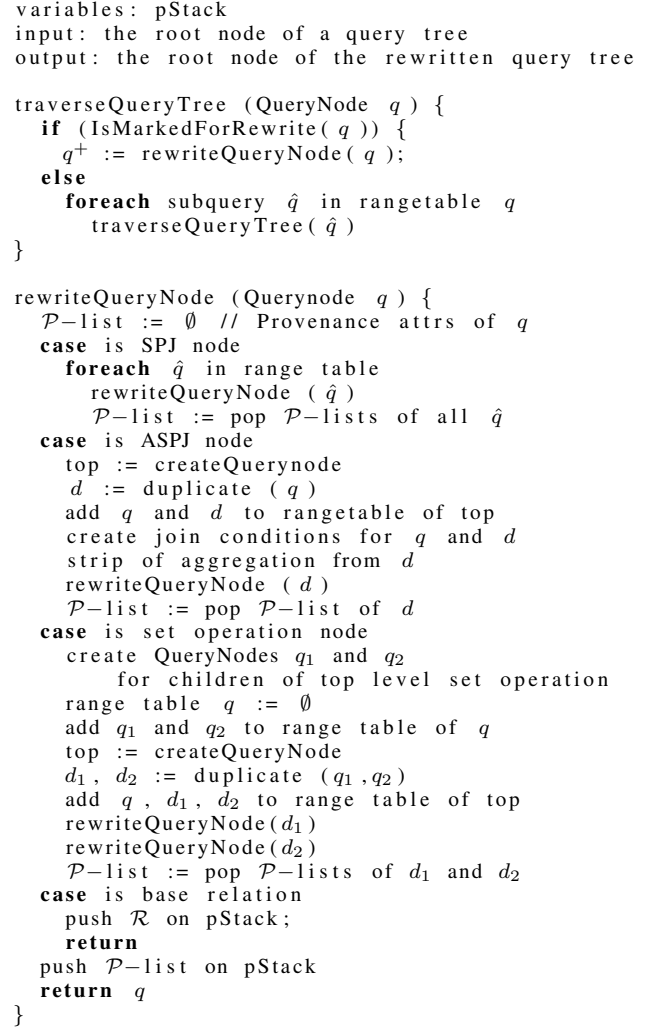 variables: pStack
input: the root node of a query tree
output: the root node of the rewritten query tree
traverseQueryTree (QueryNode q) {
if (IsMarkedForRewrite( q )) {
q⁺ := rewriteQueryNode( q );
else
foreach subquery q̂ in rangetable q
traverseQueryTree( q̂ )
}
rewriteQueryNode (Querynode q) {
𝒫−list := ∅ // Provenance attrs of q
case is SPJ node
foreach q̂ in range table
rewriteQueryNode ( q̂ )
𝒫−list := pop 𝒫−lists of all q̂
case is ASPJ node
top := createQuerynode
d := duplicate ( q )
add q and d to rangetable of top
create join conditions for q and d
strip of aggregation from d
rewriteQueryNode ( d )
𝒫−list := pop 𝒫−list of d
case is set operation node
create QueryNodes q₁ and q₂
for children of top level set operation
range table q := ∅
add q₁ and q₂ to range table of q
top := createQueryNode
d₁, d₂ := duplicate (q₁,q₂)
add q, d₁, d₂ to range table of top
rewriteQueryNode(d₁)
rewriteQueryNode(d₂)
𝒫−list := pop 𝒫−lists of d₁ and d₂
case is base relation
push ℛ on pStack;
return
push 𝒫−list on pStack
return q
}